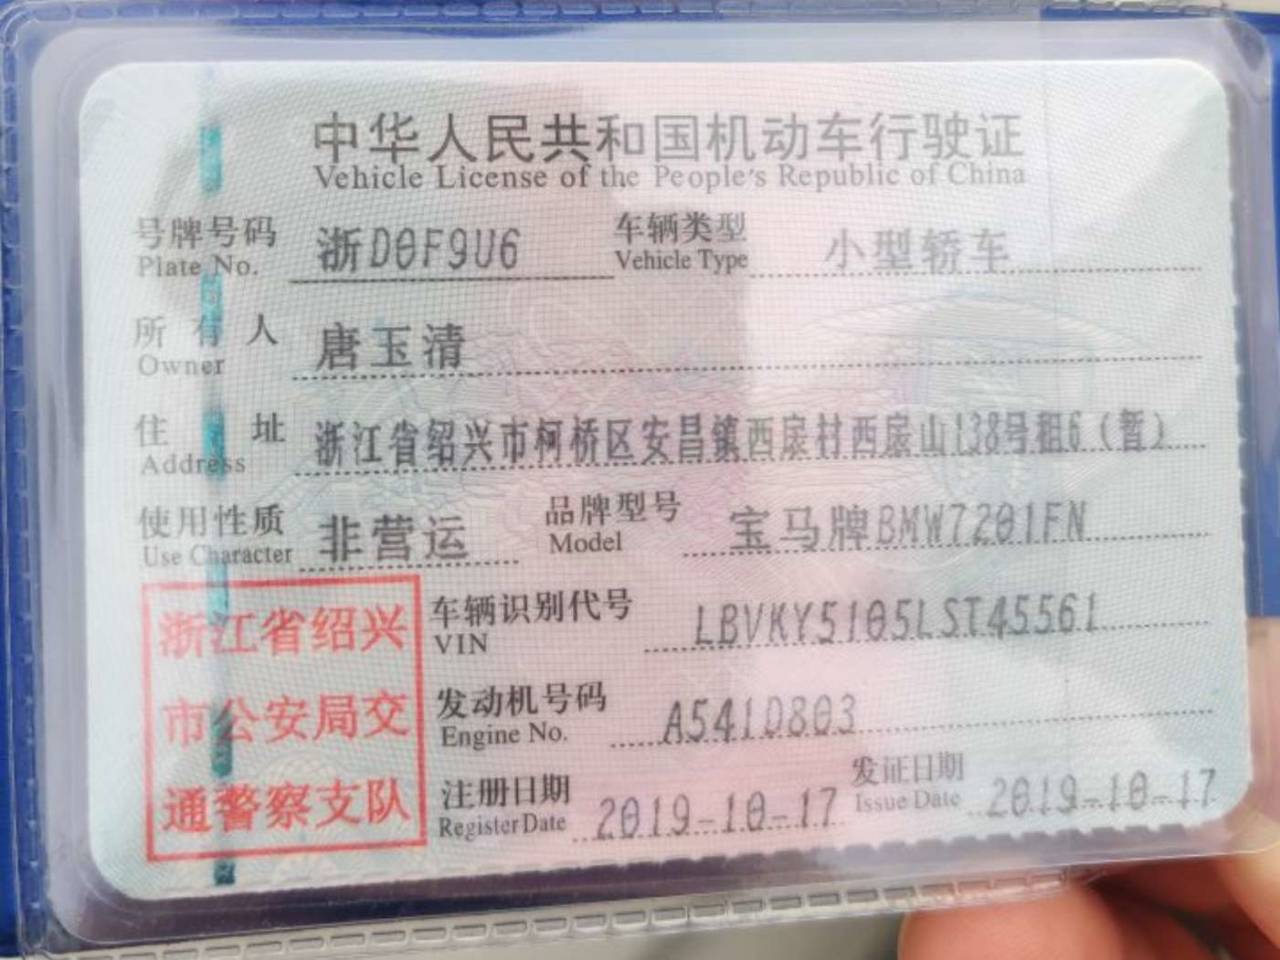 中华人民共和国机动车行驶证
Vehicle License of the People's Republic of China
号牌号码 浙D0F9U6 车辆类型 小型轿车
Plate No. Vehicle Type
所有人 唐玉清
Owner
住址 浙江省绍兴市柯桥区安昌镇西扆村西扆山138号租6(暂)
Address
使用性质 非营运 品牌型号 宝马牌BMW7201FN
Use Character Model
浙江省绍兴
市公安局交
通警察支队
车辆识别代号 LBVKY5105LST45561
VIN
发动机号码 A541D803
Engine No.
注册日期 2019-10-17 发证日期 2019-10-17
Register Date Issue Date